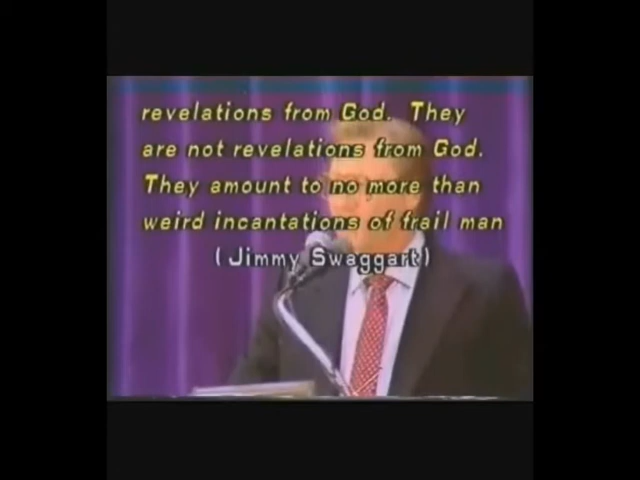 revelations from God. They
are not revelations from God.
They amount to no more than
weird incantations of frail man
(Jimmy Swaggart)